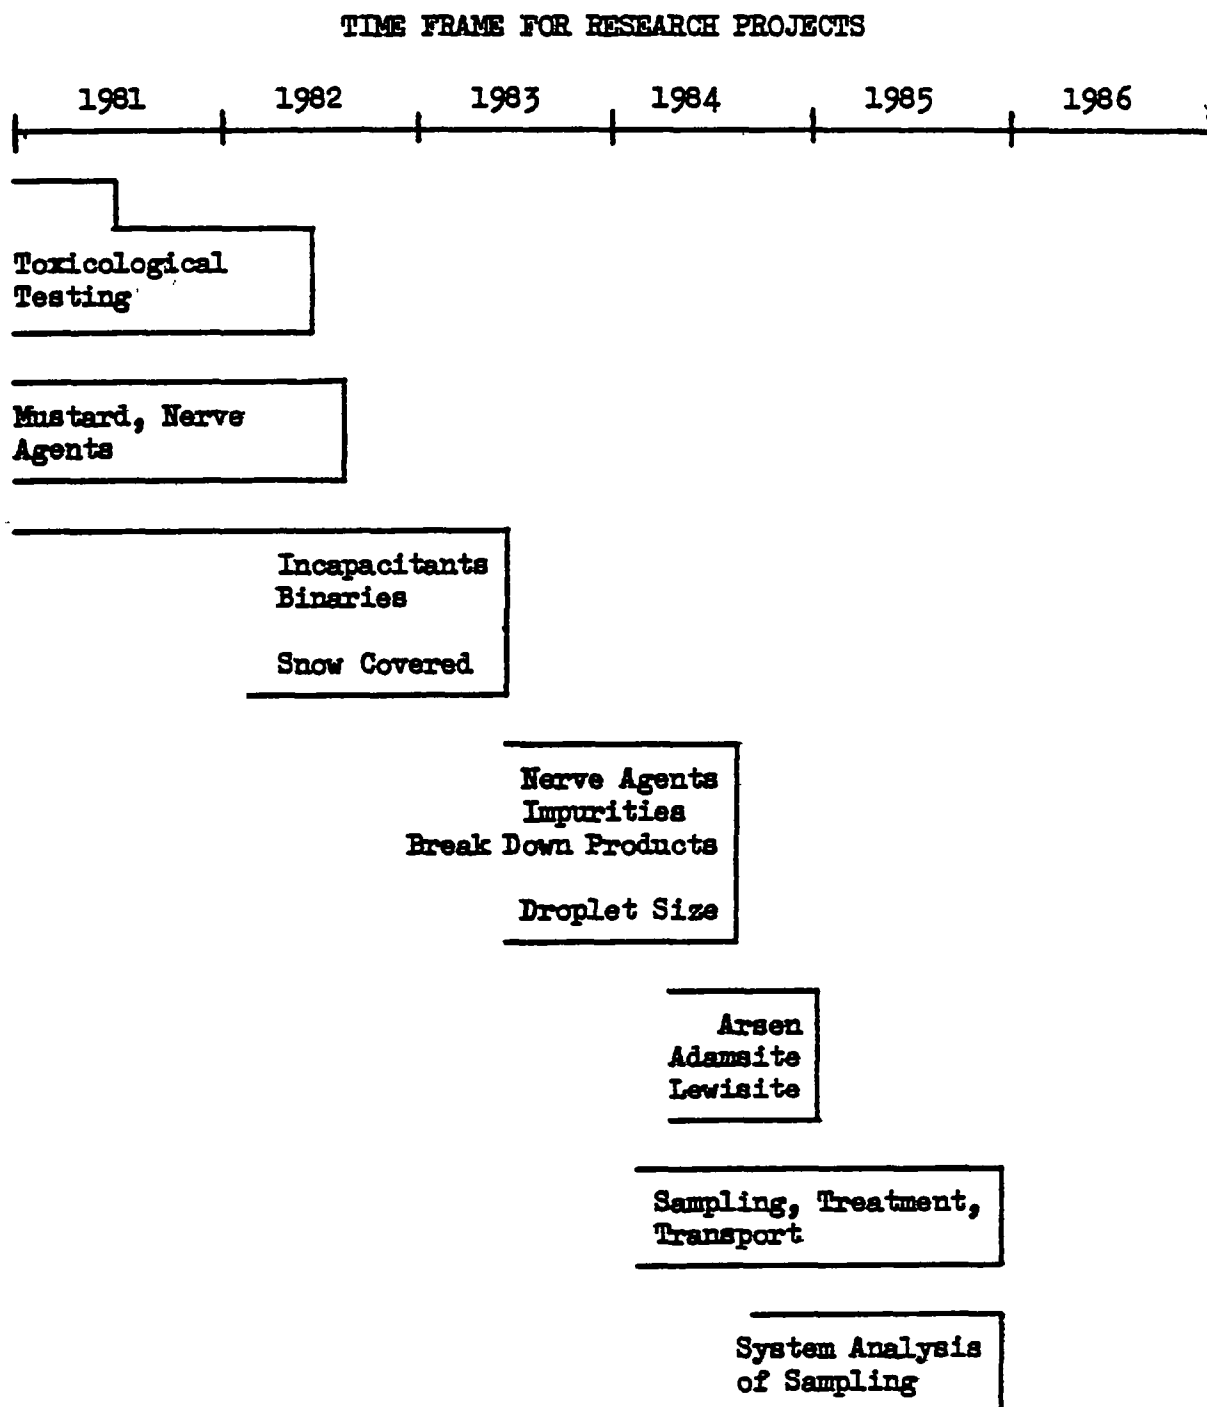 TIME FRAME FOR RESEARCH PROJECTS
1981 1982 1983 1984 1985 1986
Toxicological
Testing
Mustard, Nerve
Agents
Incapacitants
Binaries
Snow Covered
Nerve Agents
Impurities
Break Down Products
Droplet Size
Arsen
Adamsite
Lewisite
Sampling, Treatment,
Transport
System Analysis
of Sampling